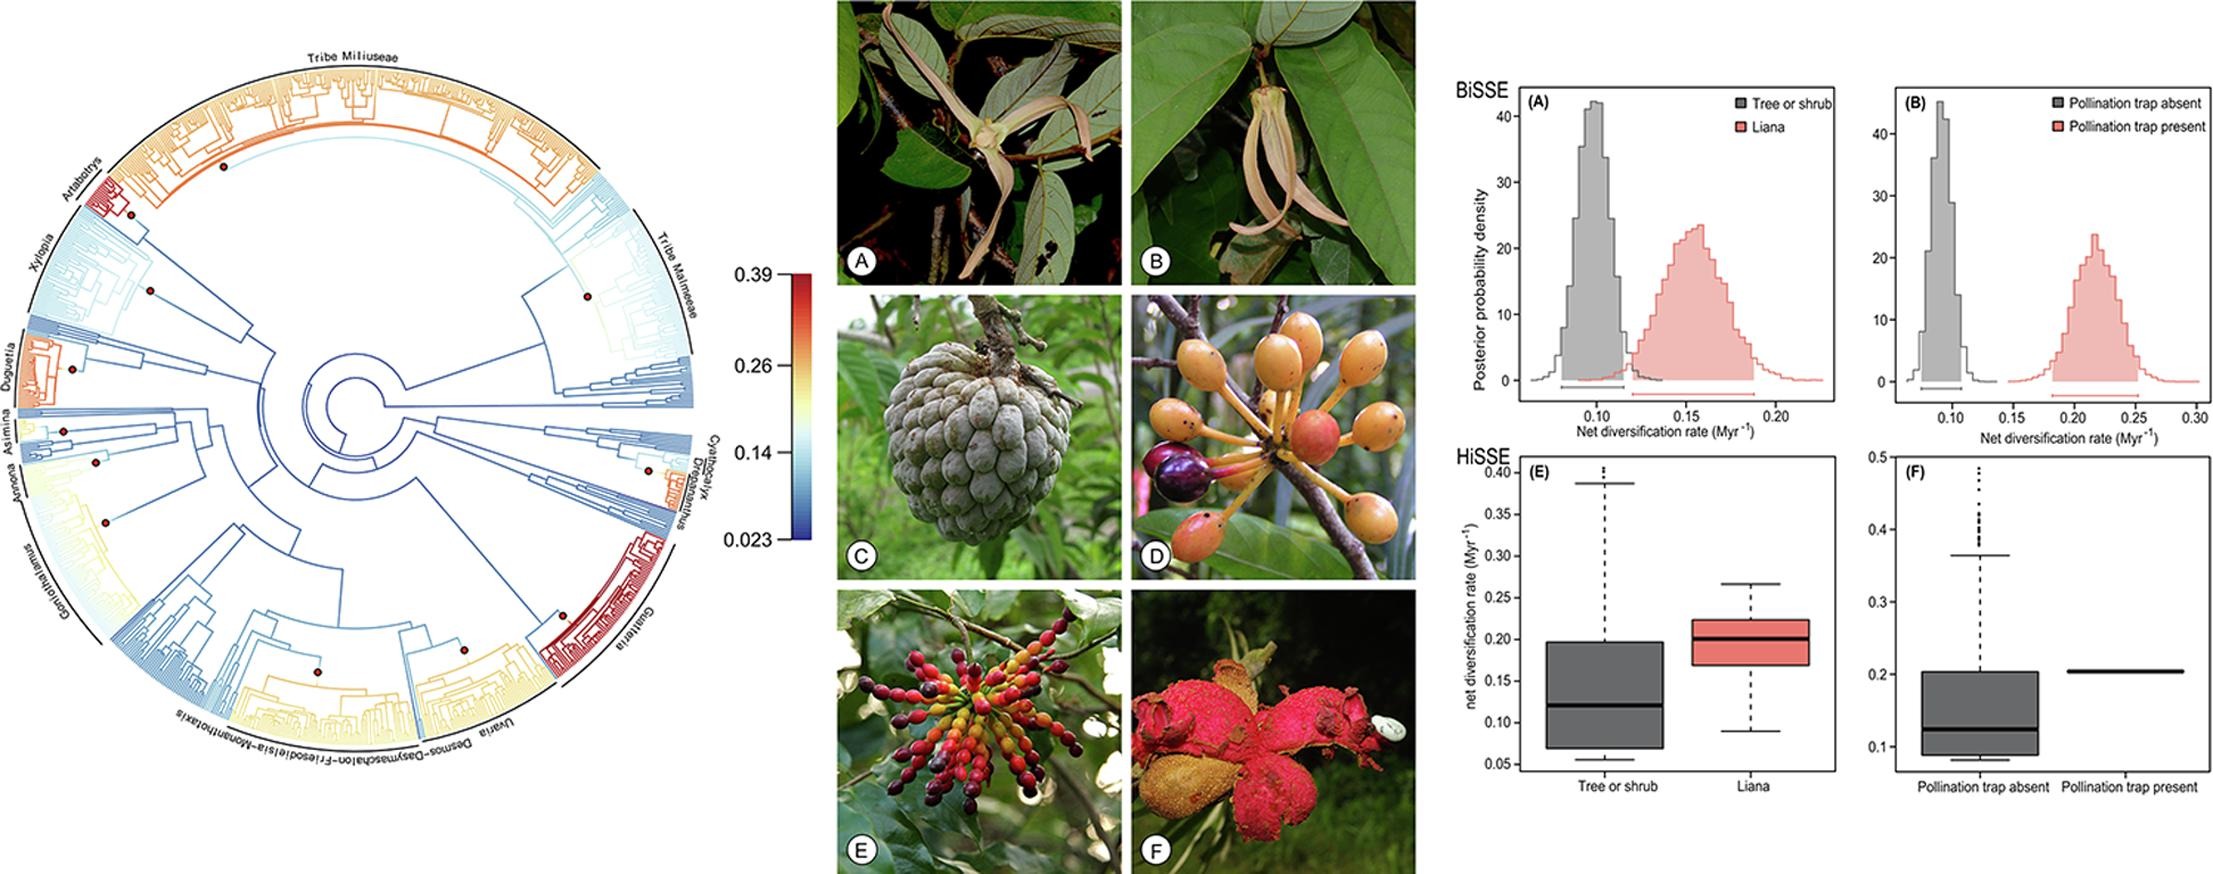 Tribe Miliuseae
Artabotrys
Xylopia
Duguetia
Asimina
Annona
Goniothalamus
Desmos-Dasymaschalon-Friesodielsia-Monanthotaxis
Uvaria
Guatteria
Drepananthus
Cyathocalyx
Tribe Malmeeae
0.39
0.26
0.14
0.023
A
B
C
D
E
F
BiSSE
(A)
Tree or shrub
Liana
40
30
20
10
0
Posterior probability density
0.10
0.15
0.20
Net diversification rate (Myr⁻¹)
(B)
Pollination trap absent
Pollination trap present
40
30
20
10
0
0.10
0.15
0.20
0.25
0.30
Net diversification rate (Myr⁻¹)
HiSSE
(E)
0.40
0.35
0.30
0.25
0.20
0.15
0.10
0.05
net diversification rate (Myr⁻¹)
Tree or shrub
Liana
(F)
0.5
0.4
0.3
0.2
0.1
Pollination trap absent
Pollination trap present